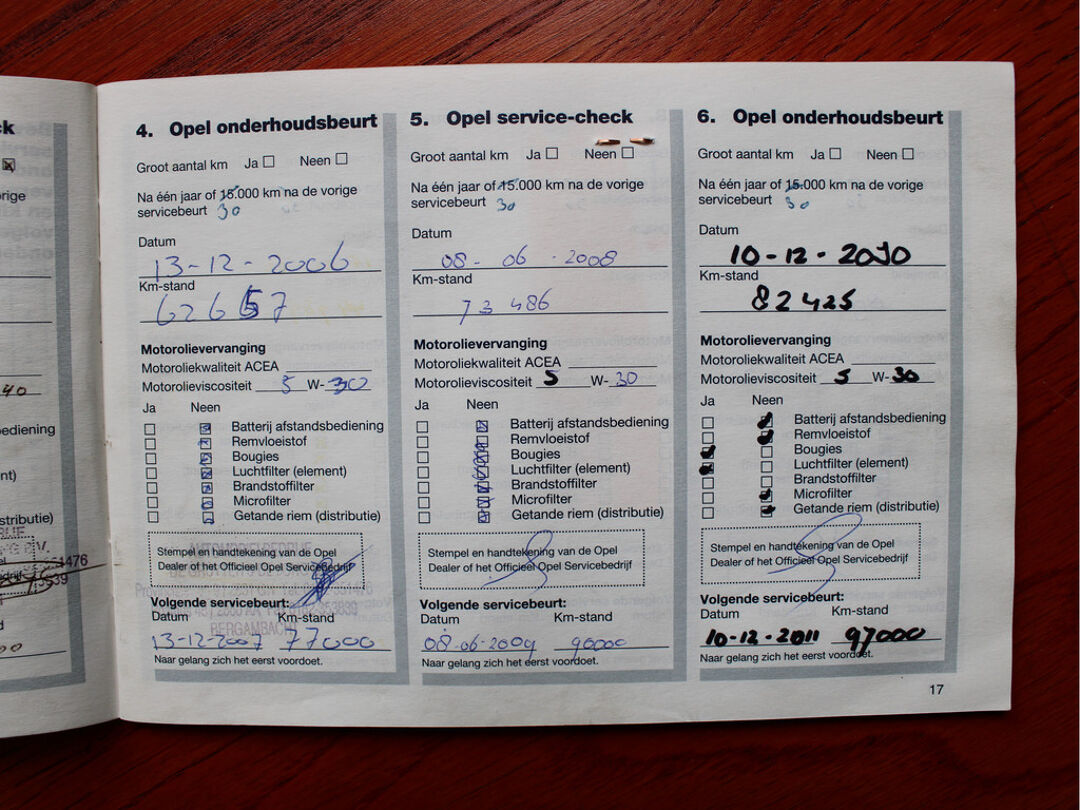 ck
rige
40
bediening
nt)
stributie)
1476
5539
4. Opel onderhoudsbeurt
Groot aantal km Ja Neen
Na één jaar of 15.000 km na de vorige
servicebeurt 30
Datum
13-12-2006
Km-stand
62657
Motorolievervanging
Motoroliekwaliteit ACEA
Motorolieviscositeit 5 W-30
Ja Neen
Batterij afstandsbediening
Remvloeistof
Bougies
Luchtfilter (element)
Brandstoffilter
Microfilter
Getande riem (distributie)
Stempel en handtekening van de Opel
Dealer of het Officieel Opel Servicebedrijf
BERGAMBACHT
Volgende servicebeurt:
Datum Km-stand
13-12-2007 77000
Naar gelang zich het eerst voordoet.
5. Opel service-check
Groot aantal km Ja Neen
Na één jaar of 15.000 km na de vorige
servicebeurt 30
Datum
08-06-2008
Km-stand
73486
Motorolievervanging
Motoroliekwaliteit ACEA
Motorolieviscositeit 5 W-30
Ja Neen
Batterij afstandsbediening
Remvloeistof
Bougies
Luchtfilter (element)
Brandstoffilter
Microfilter
Getande riem (distributie)
Stempel en handtekening van de Opel
Dealer of het Officieel Opel Servicebedrijf
Volgende servicebeurt:
Datum Km-stand
08-06-2009 90000
Naar gelang zich het eerst voordoet.
6. Opel onderhoudsbeurt
Groot aantal km Ja Neen
Na één jaar of 15.000 km na de vorige
servicebeurt 30
Datum
10-12-2010
Km-stand
82425
Motorolievervanging
Motoroliekwaliteit ACEA
Motorolieviscositeit 5 W-30
Ja Neen
Batterij afstandsbediening
Remvloeistof
Bougies
Luchtfilter (element)
Brandstoffilter
Microfilter
Getande riem (distributie)
Stempel en handtekening van de Opel
Dealer of het Officieel Opel Servicebedrijf
Volgende servicebeurt:
Datum Km-stand
10-12-2011 97000
Naar gelang zich het eerst voordoet.
17